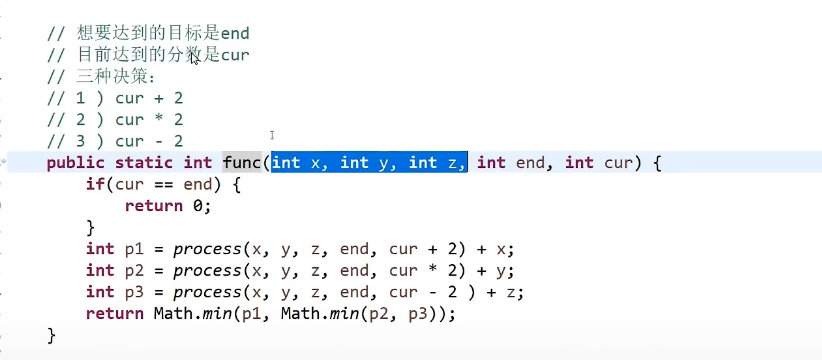 // 想要达到的目标是end
// 目前达到的分数是cur
// 三种决策:
// 1 ) cur + 2
// 2 ) cur * 2
// 3 ) cur - 2
public static int func(int x, int y, int z, int end, int cur) {
if(cur == end) {
return 0;
}
int p1 = process(x, y, z, end, cur + 2) + x;
int p2 = process(x, y, z, end, cur * 2) + y;
int p3 = process(x, y, z, end, cur - 2 ) + z;
return Math.min(p1, Math.min(p2, p3));
}